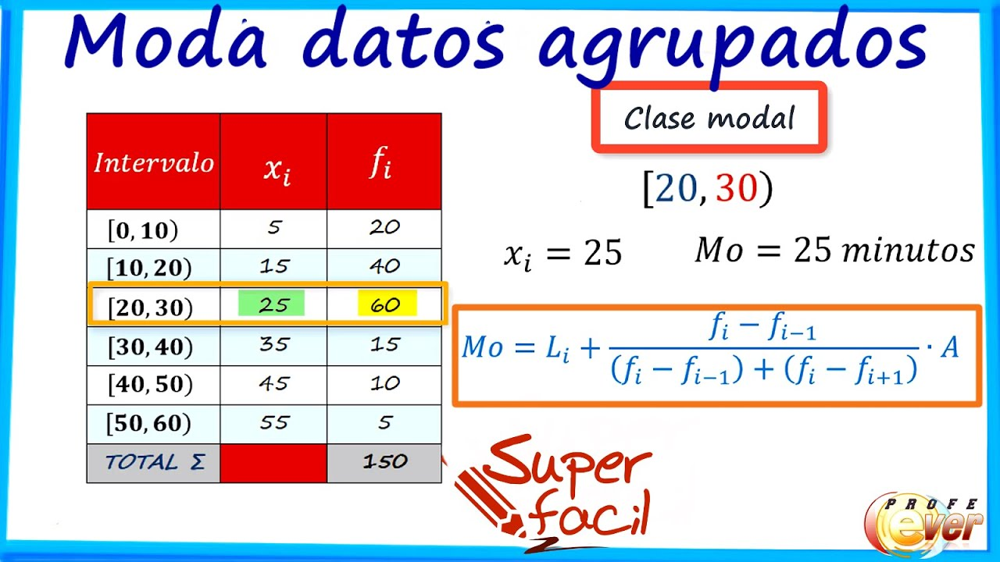 Moda datos agrupados
Intervalo x_i f_i
[0, 10) 5 20
[10, 20) 15 40
[20, 30) 25 60
[30, 40) 35 15
[40, 50) 45 10
[50, 60) 55 5
TOTAL Σ 150
Clase modal
[20, 30)
x_i = 25 Mo = 25 minutos
Mo = L_i + \frac{f_i − f_{i−1}}{(f_i − f_{i−1}) + (f_i − f_{i+1})} · A
Super
facil
PROFE
ever